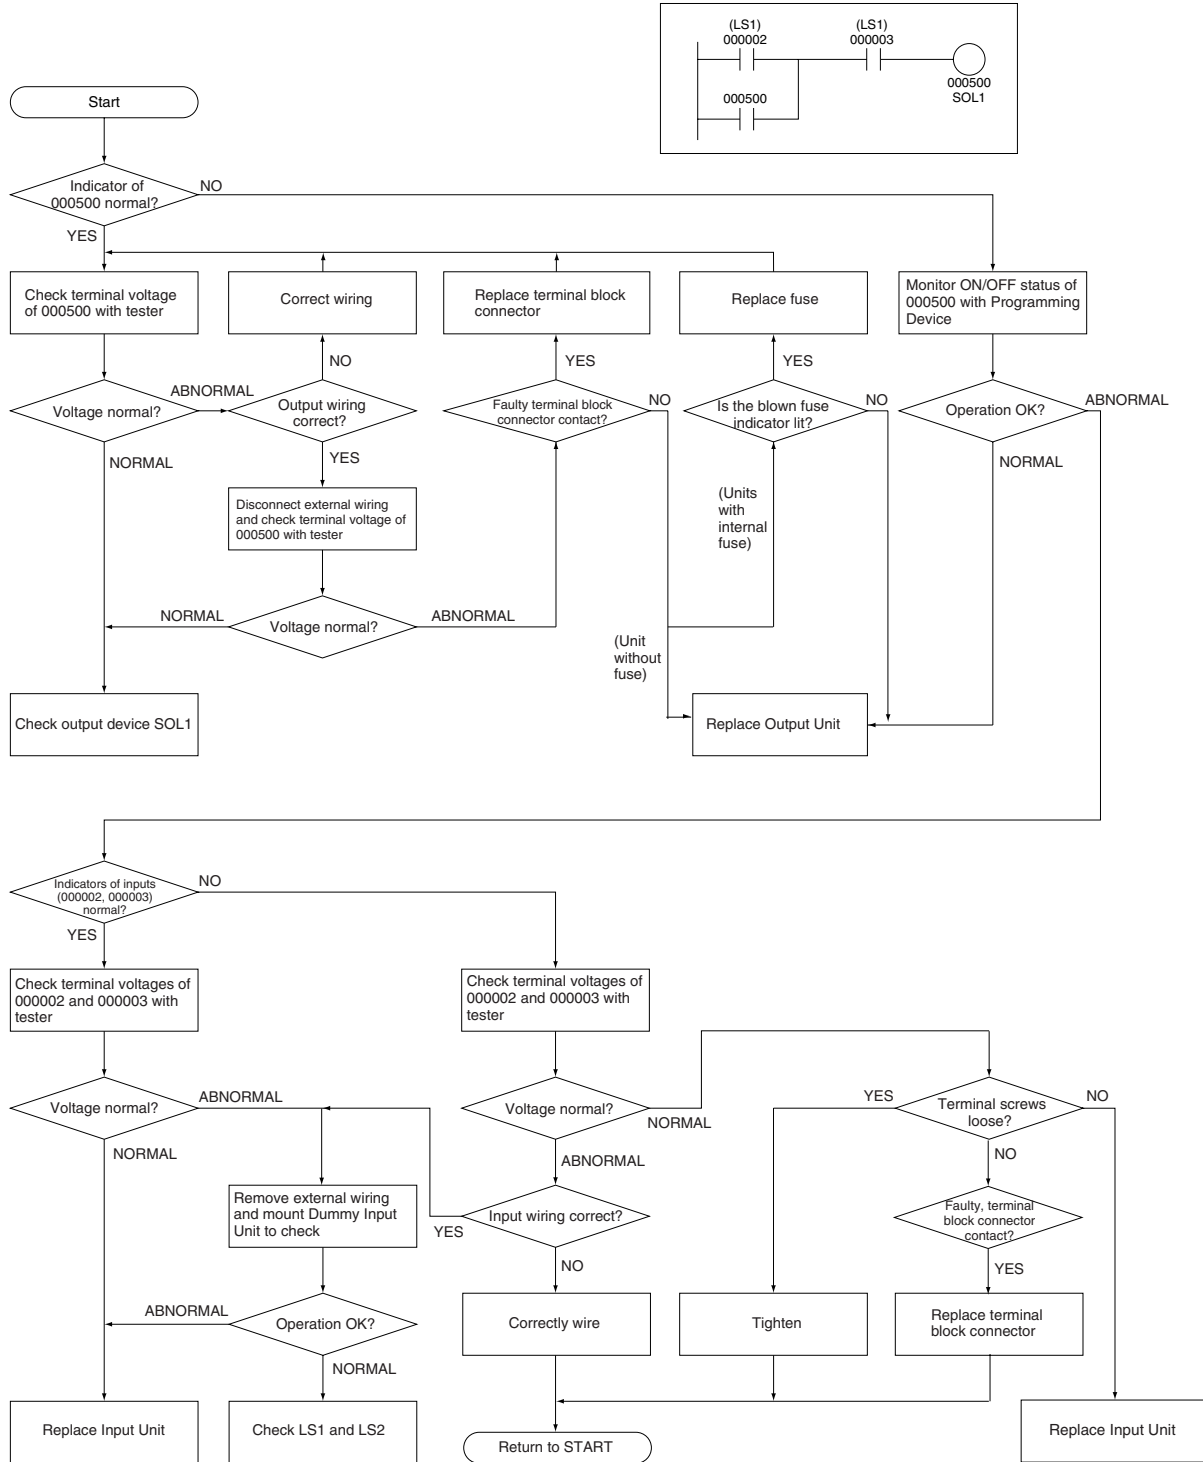 (LS1)
000002
(LS1)
000003
000500
000500
SOL1
Start
Indicator of
000500 normal?
NO
YES
Check terminal voltage
of 000500 with tester
Correct wiring
Replace terminal block
connector
Replace fuse
Monitor ON/OFF status of
000500 with Programming
Device
NO
YES
YES
ABNORMAL
Voltage normal?
Output wiring
correct?
Faulty terminal block
connector contact?
NO
Is the blown fuse
indicator lit?
NO
Operation OK?
ABNORMAL
NORMAL
YES
NORMAL
Disconnect external wiring
and check terminal voltage of
000500 with tester
(Units
with
internal
fuse)
NORMAL
Voltage normal?
ABNORMAL
(Unit
without
fuse)
Check output device SOL1
Replace Output Unit
Indicators of inputs
(000002, 000003)
normal?
NO
YES
Check terminal voltages of
000002 and 000003 with
tester
Check terminal voltages of
000002 and 000003 with
tester
Voltage normal?
ABNORMAL
Voltage normal?
NORMAL
YES
Terminal screws
loose?
NO
NORMAL
ABNORMAL
NO
Remove external wiring
and mount Dummy Input
Unit to check
YES
Input wiring correct?
Faulty, terminal
block connector
contact?
NO
YES
ABNORMAL
Operation OK?
Correctly wire
Tighten
Replace terminal
block connector
NORMAL
Replace Input Unit
Check LS1 and LS2
Return to START
Replace Input Unit